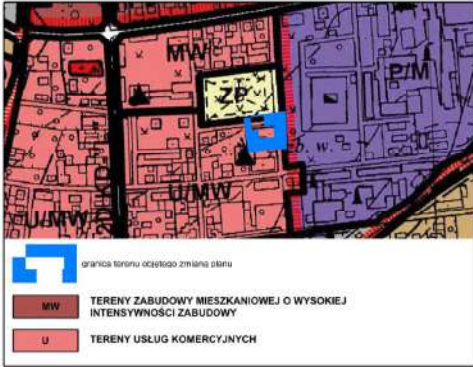 MW
ZP
P/M
U/MW
U/MW
granica terenu objętego zmianą planu
MW
TERENY ZABUDOWY MIESZKANIOWEJ O WYSOKIEJ
INTENSYWNOŚCI ZABUDOWY
U
TERENY USŁUG KOMERCYJNYCH